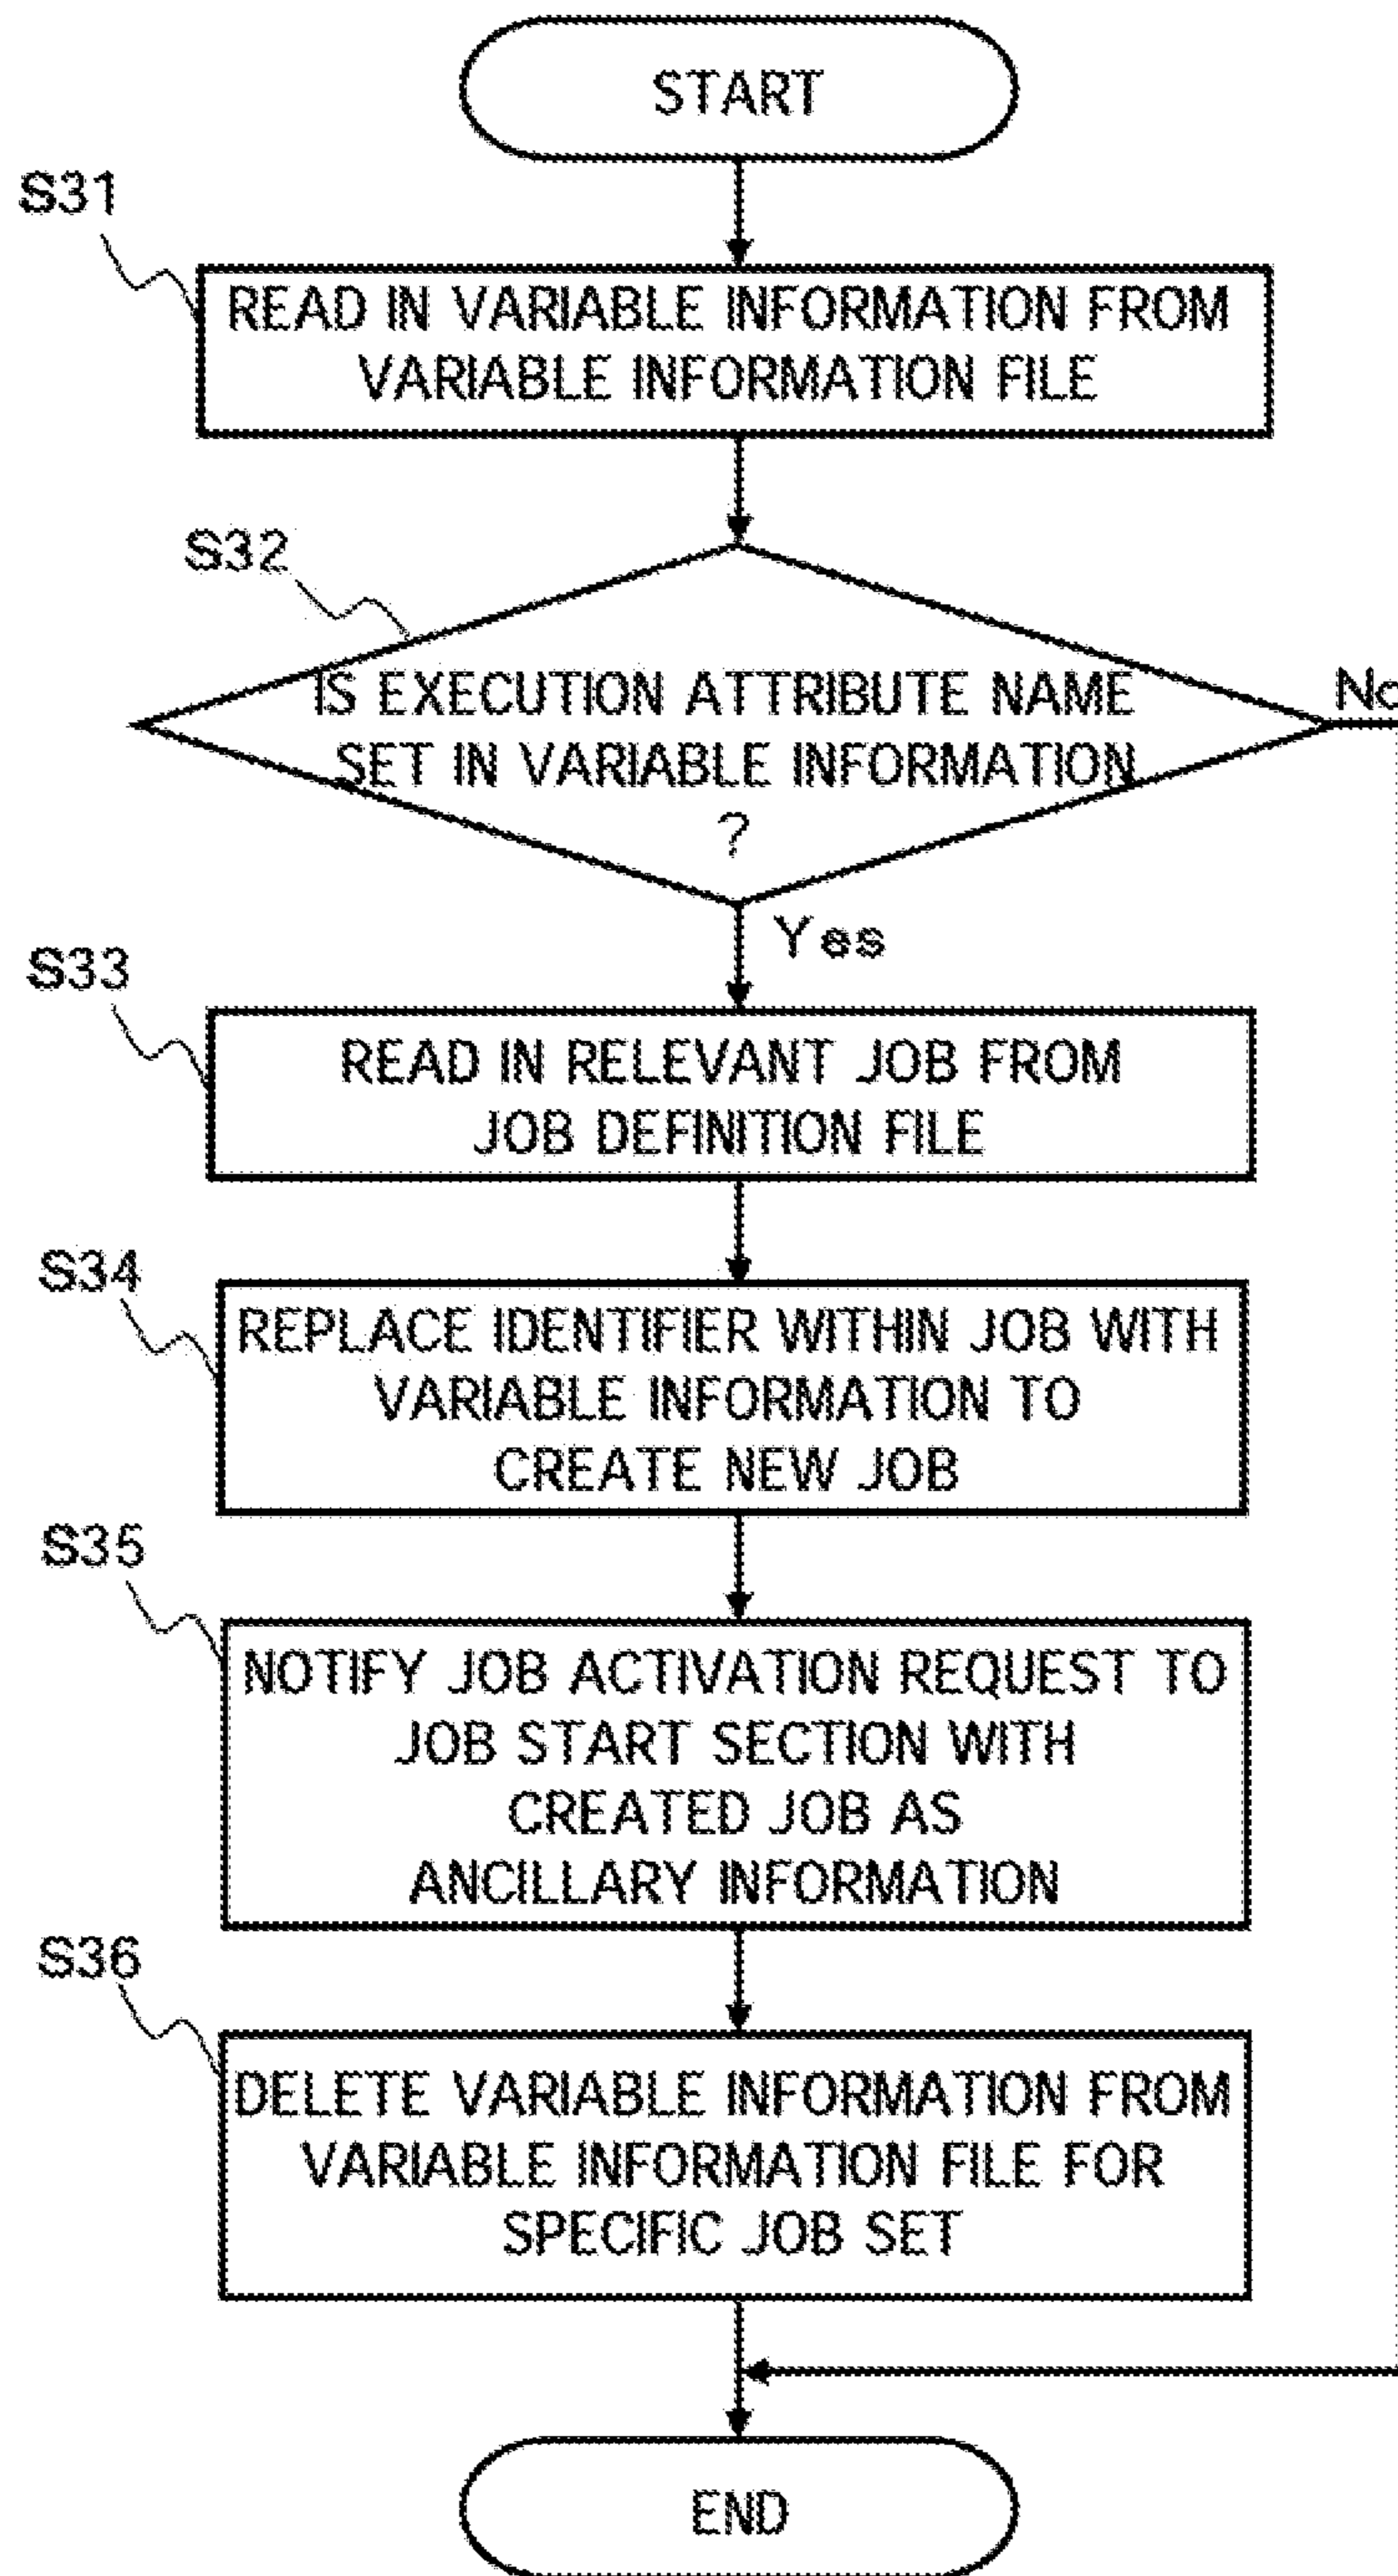 START
S31
READ IN VARIABLE INFORMATION FROM
VARIABLE INFORMATION FILE
S32
IS EXECUTION ATTRIBUTE NAME
SET IN VARIABLE INFORMATION
?
No
Yes
S33
READ IN RELEVANT JOB FROM
JOB DEFINITION FILE
S34
REPLACE IDENTIFIER WITHIN JOB WITH
VARIABLE INFORMATION TO
CREATE NEW JOB
S35
NOTIFY JOB ACTIVATION REQUEST TO
JOB START SECTION WITH
CREATED JOB AS
ANCILLARY INFORMATION
S36
DELETE VARIABLE INFORMATION FROM
VARIABLE INFORMATION FILE FOR
SPECIFIC JOB SET
END